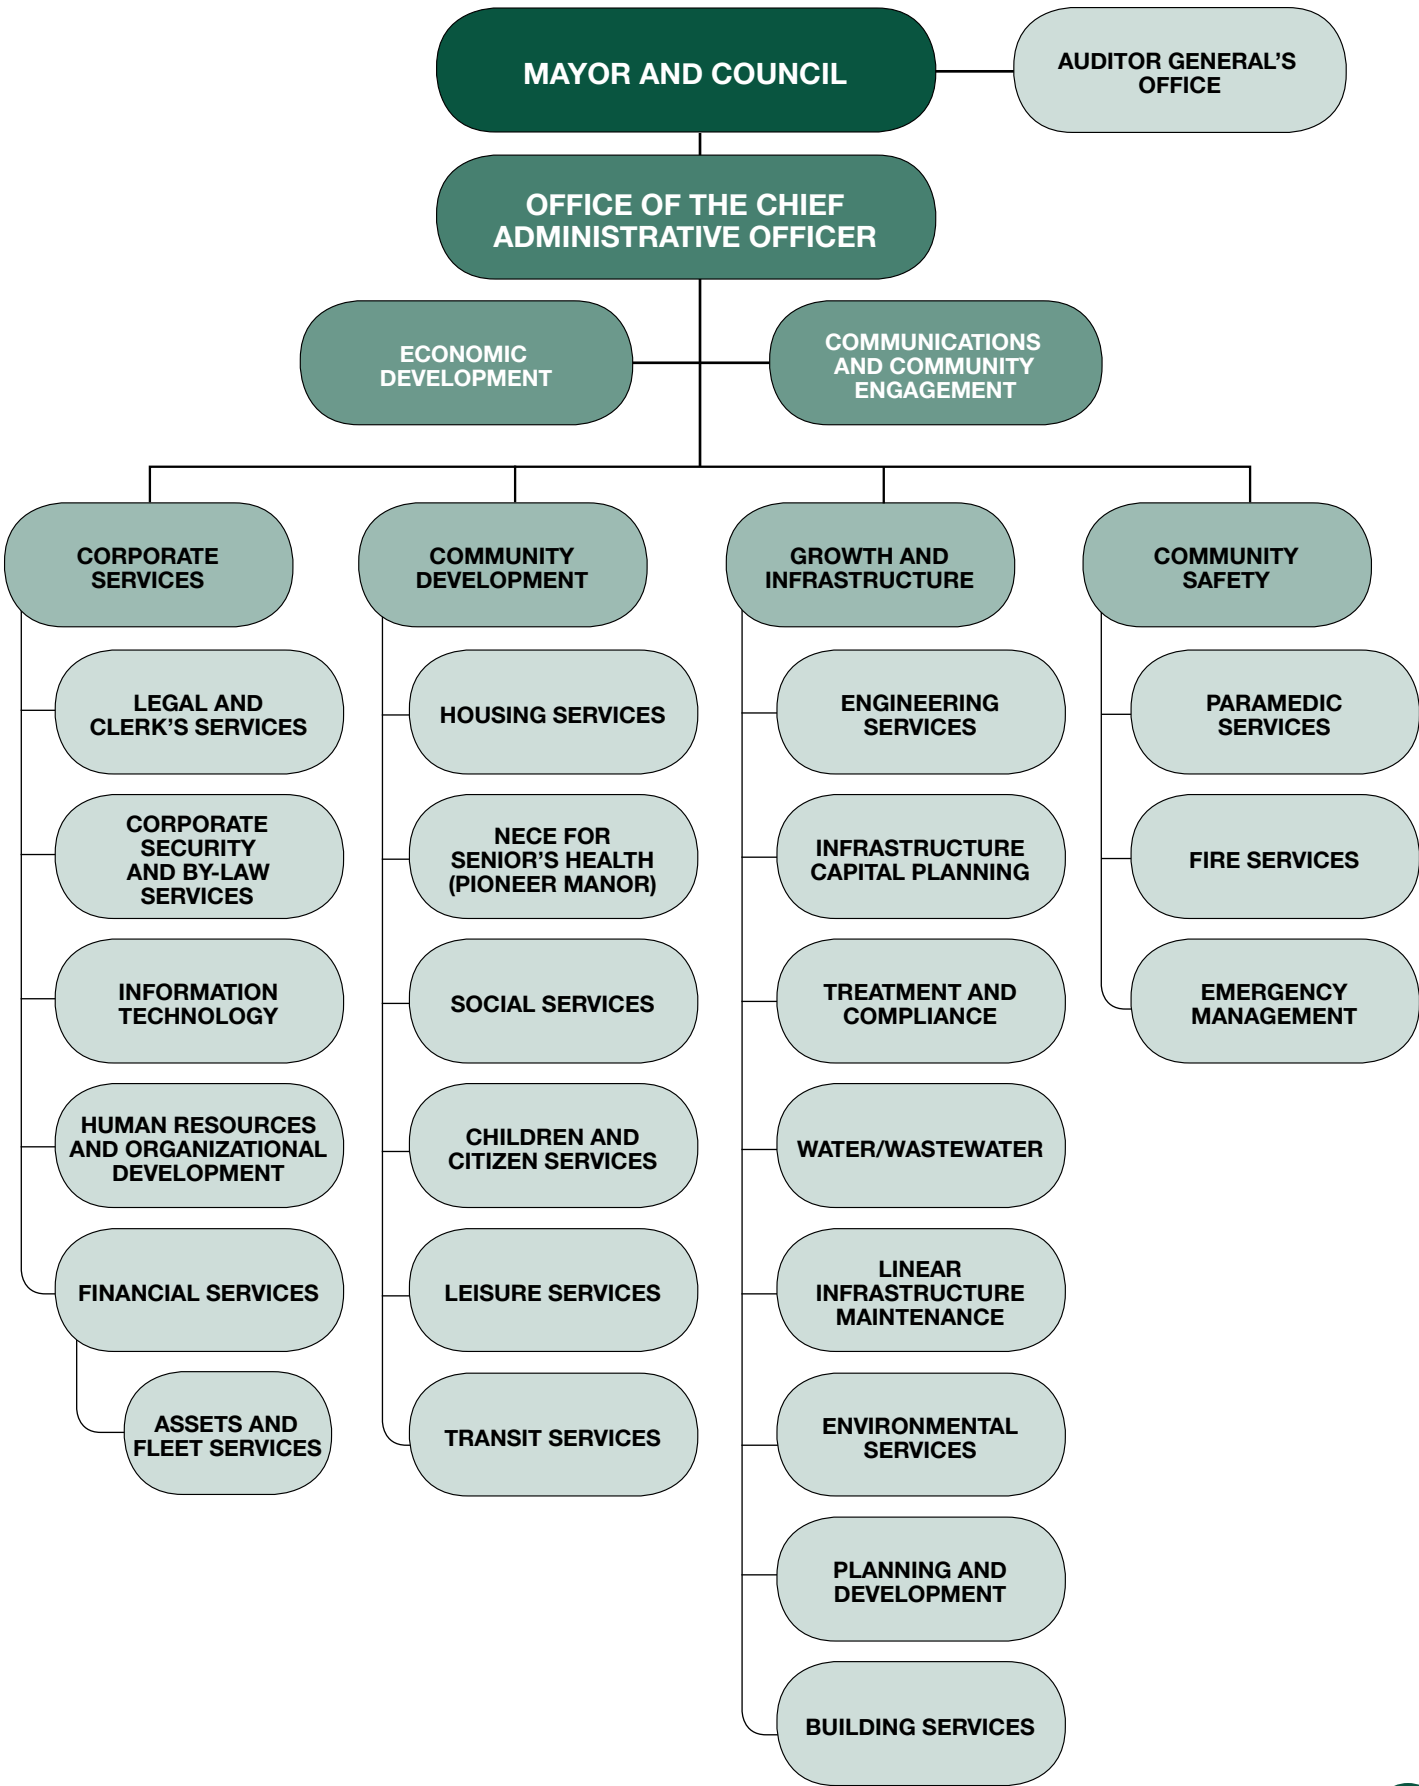 MAYOR AND COUNCIL
AUDITOR GENERAL’S
OFFICE
OFFICE OF THE CHIEF
ADMINISTRATIVE OFFICER
ECONOMIC
DEVELOPMENT
COMMUNICATIONS
AND COMMUNITY
ENGAGEMENT
CORPORATE
SERVICES
LEGAL AND
CLERK’S SERVICES
CORPORATE
SECURITY
AND BY-LAW
SERVICES
INFORMATION
TECHNOLOGY
HUMAN RESOURCES
AND ORGANIZATIONAL
DEVELOPMENT
FINANCIAL SERVICES
ASSETS AND
FLEET SERVICES
COMMUNITY
DEVELOPMENT
HOUSING SERVICES
NECE FOR
SENIOR’S HEALTH
(PIONEER MANOR)
SOCIAL SERVICES
CHILDREN AND
CITIZEN SERVICES
LEISURE SERVICES
TRANSIT SERVICES
GROWTH AND
INFRASTRUCTURE
ENGINEERING
SERVICES
INFRASTRUCTURE
CAPITAL PLANNING
TREATMENT AND
COMPLIANCE
WATER/WASTEWATER
LINEAR
INFRASTRUCTURE
MAINTENANCE
ENVIRONMENTAL
SERVICES
PLANNING AND
DEVELOPMENT
BUILDING SERVICES
COMMUNITY
SAFETY
PARAMEDIC
SERVICES
FIRE SERVICES
EMERGENCY
MANAGEMENT